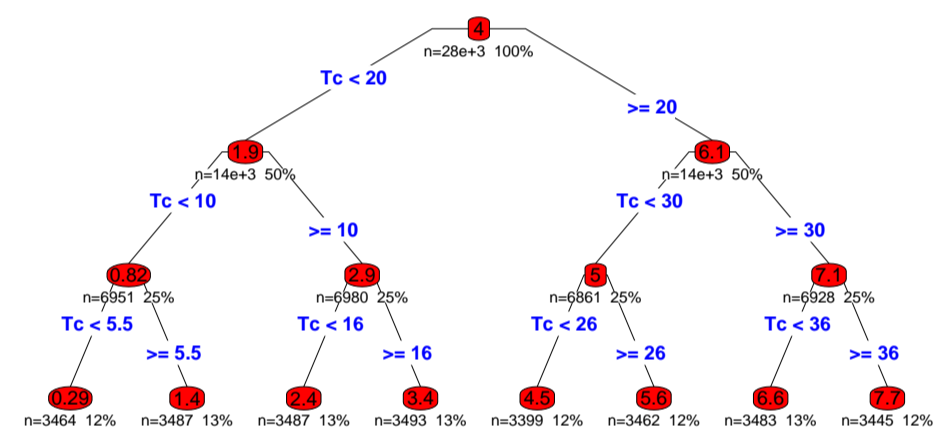 4
n=28e+3 100%
Tc < 20
>= 20
1.9
6.1
n=14e+3 50%
n=14e+3 50%
Tc < 10
Tc < 30
>= 10
>= 30
0.82
2.9
5
7.1
n=6951 25%
n=6980 25%
n=6861 25%
n=6928 25%
Tc < 5.5
Tc < 16
Tc < 26
Tc < 36
>= 5.5
>= 16
>= 26
>= 36
0.29
1.4
2.4
3.4
4.5
5.6
6.6
7.7
n=3464 12%
n=3487 13%
n=3487 13%
n=3493 13%
n=3399 12%
n=3462 12%
n=3483 13%
n=3445 12%